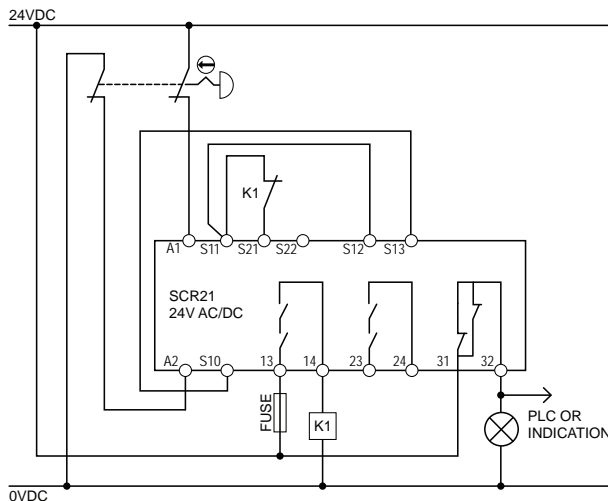 24VDC
K1
A1
S11
S21
S22
S12
S13
SCR21
24V AC/DC
A2
S10
13
14
23
24
31
32
FUSE
K1
PLC OR
INDICATION
0VDC